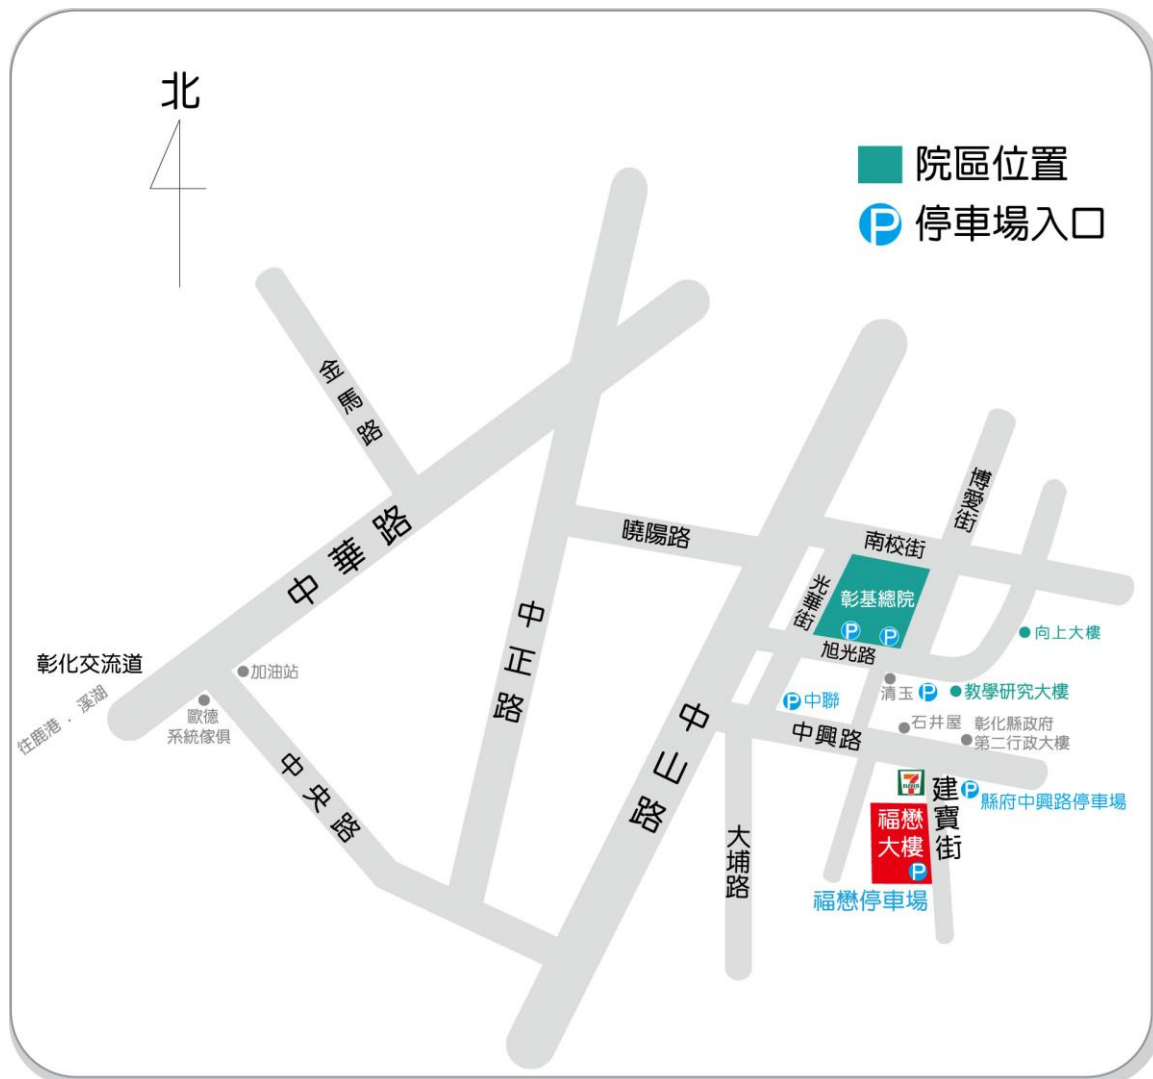 北
院區位置
P 停車場入口
金馬路
中華路
曉陽路
南校街
博愛街
光華街
彰基總院
P
P
旭光路
向上大樓
中正路
彰化交流道
往鹿港．溪湖
加油站
歐德
系統傢俱
中央路
中山路
P 中聯
清玉 P
教學研究大樓
石井屋
彰化縣政府
第二行政大樓
中興路
7
ELEVEN
建寶街
P 縣府中興路停車場
福懋
大樓
P
福懋停車場
大埔路